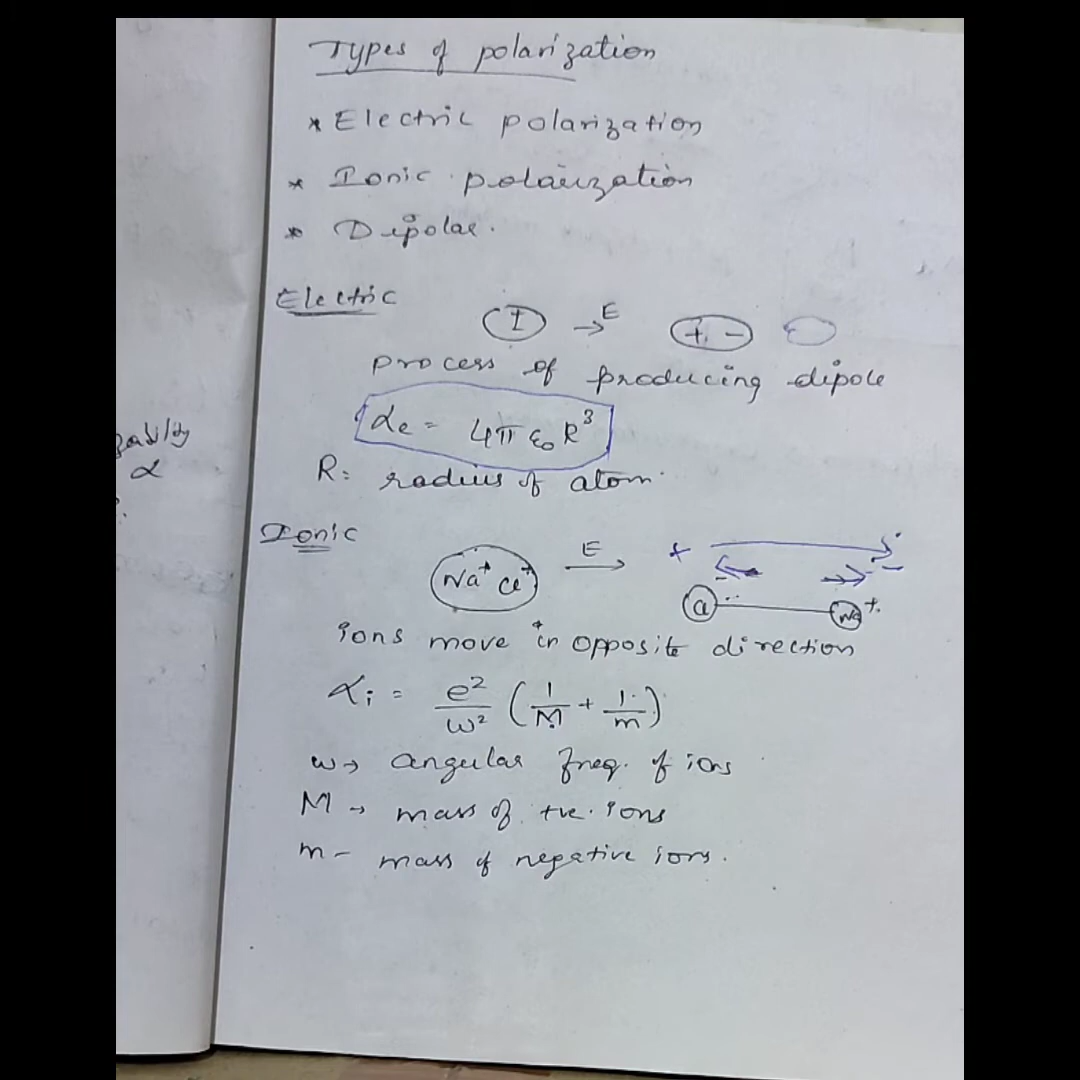 Types of polarization
* Electric polarization
* Ionic polarization
* Dipolar.
Electric
I → E + -
process of producing dipole
αe = 4π ε₀ R³
R: radius of atom.
α
Ionic
Na⁺ Cl⁺ E → + -
Cl Na +
ions move in opposite direction
αi = e²/ω² (1/M + 1/m)
ω → angular freq. of ions
M → mass of +ve ions
m - mass of negative ions.